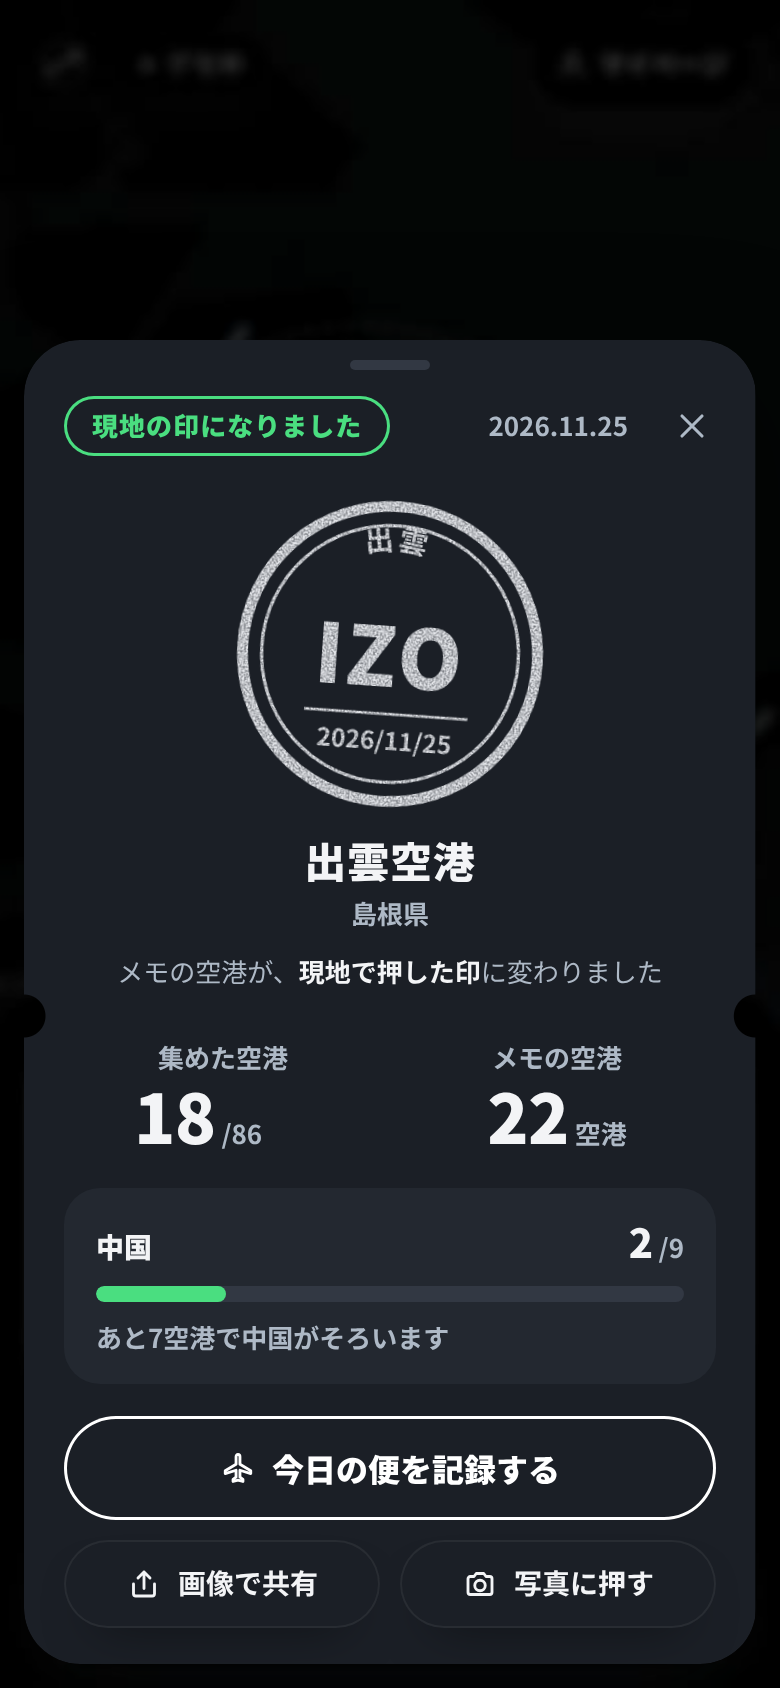 現地の印になりました
2026.11.25
出雲
IZO
2026/11/25
出雲空港
島根県
メモの空港が、現地で押した印に変わりました
集めた空港
メモの空港
18 /86
22 空港
中国
2 /9
あと7空港で中国がそろいます
今日の便を記録する
画像で共有
写真に押す